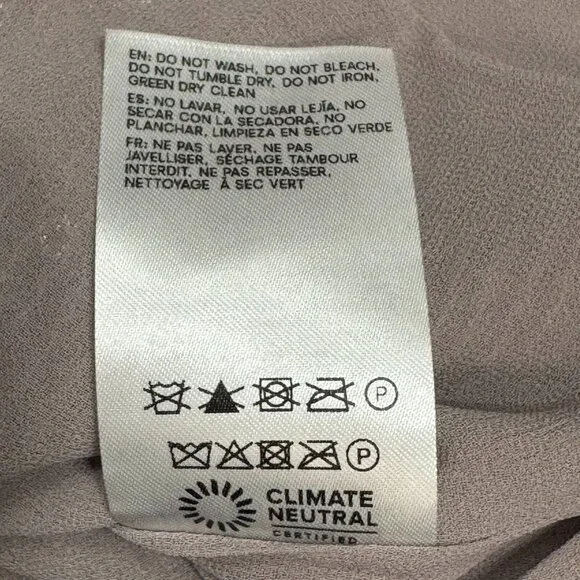 EN: DO NOT WASH, DO NOT BLEACH,
DO NOT TUMBLE DRY, DO NOT IRON,
GREEN DRY CLEAN
ES: NO LAVAR, NO USAR LEJÍA, NO
SECAR CON LA SECADORA, NO
PLANCHAR, LIMPIEZA EN SECO VERDE
FR: NE PAS LAVER, NE PAS
JAVELLISER, SÉCHAGE TAMBOUR
INTERDIT, NE PAS REPASSER,
NETTOYAGE À SEC VERT
P
P
CLIMATE
NEUTRAL
CERTIFIED